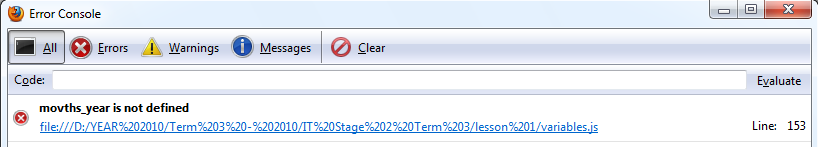 Error Console
All Errors Warnings Messages Clear
Code: Evaluate
movths_year is not defined
file:///D:/YEAR%202010/Term%203%20-%202010/IT%20Stage%202%20Term%203/lesson%201/variables.js Line: 153